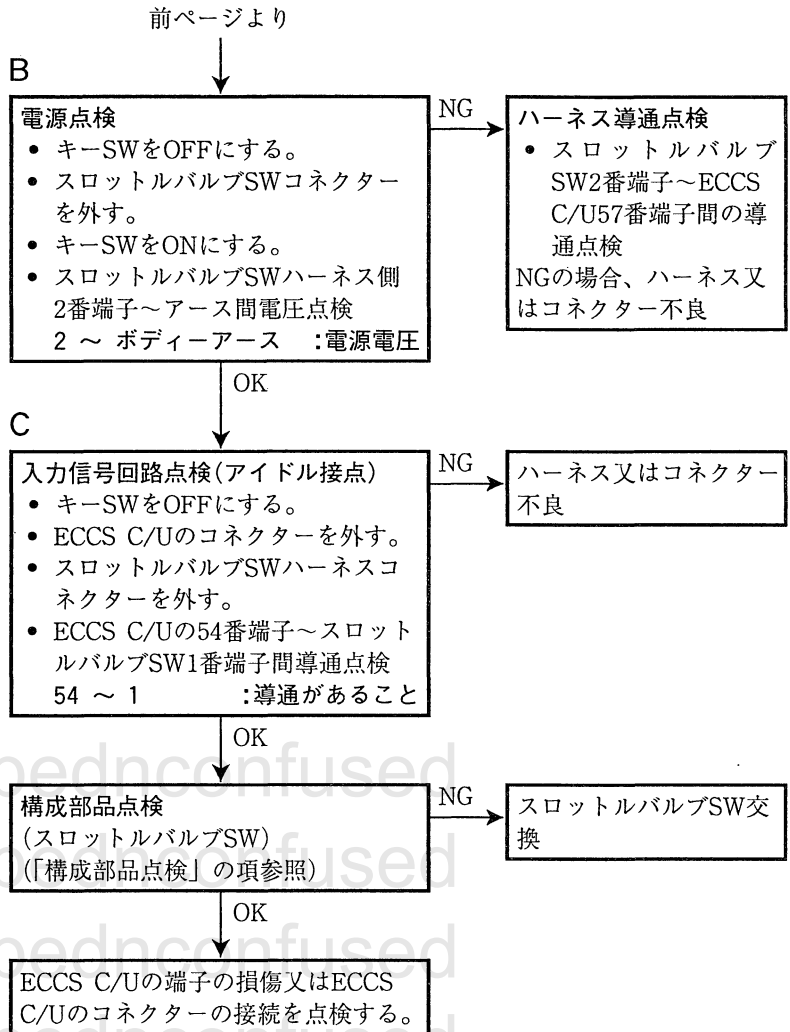 前ページより
B
電源点検
• キーSWをOFFにする。
• スロットルバルブSWコネクター
を外す。
• キーSWをONにする。
• スロットルバルブSWハーネス側
2番端子～アース間電圧点検
2 ～ ボディーアース :電源電圧
NG
ハーネス導通点検
• スロットルバルブ
SW2番端子～ECCS
C/U57番端子間の導
通点検
NGの場合、ハーネス又
はコネクター不良
OK
C
入力信号回路点検(アイドル接点)
• キーSWをOFFにする。
• ECCS C/Uのコネクターを外す。
• スロットルバルブSWハーネスコ
ネクターを外す。
• ECCS C/Uの54番端子～スロット
ルバルブSW1番端子間導通点検
54 ～ 1 :導通があること
NG
ハーネス又はコネクター
不良
OK
構成部品点検
(スロットルバルブSW)
(「構成部品点検」の項参照)
NG
スロットルバルブSW交
換
OK
ECCS C/Uの端子の損傷又はECCS
C/Uのコネクターの接続を点検する。
pednconfused
pednconfused
pednconfused